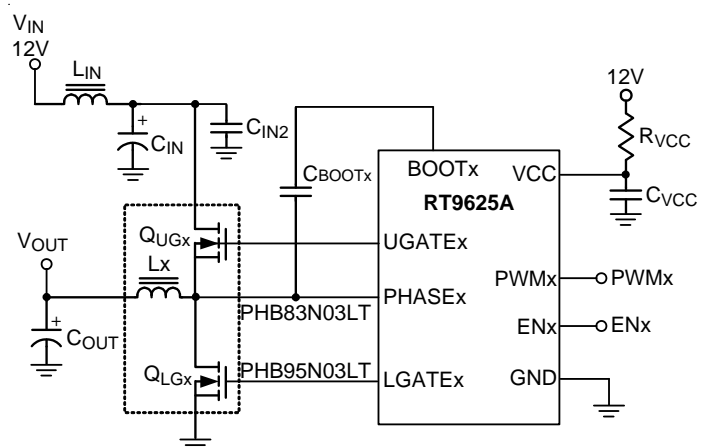 VIN
12V
LIN
CIN
CIN2
CBOOTx
12V
RVCC
CVCC
BOOTx
VCC
RT9625A
QUGx
UGATEx
VOUT
Lx
PHASEx
PWMx
PWMx
PHB83N03LT
COUT
ENx
ENx
QLGx
PHB95N03LT
LGATEx
GND